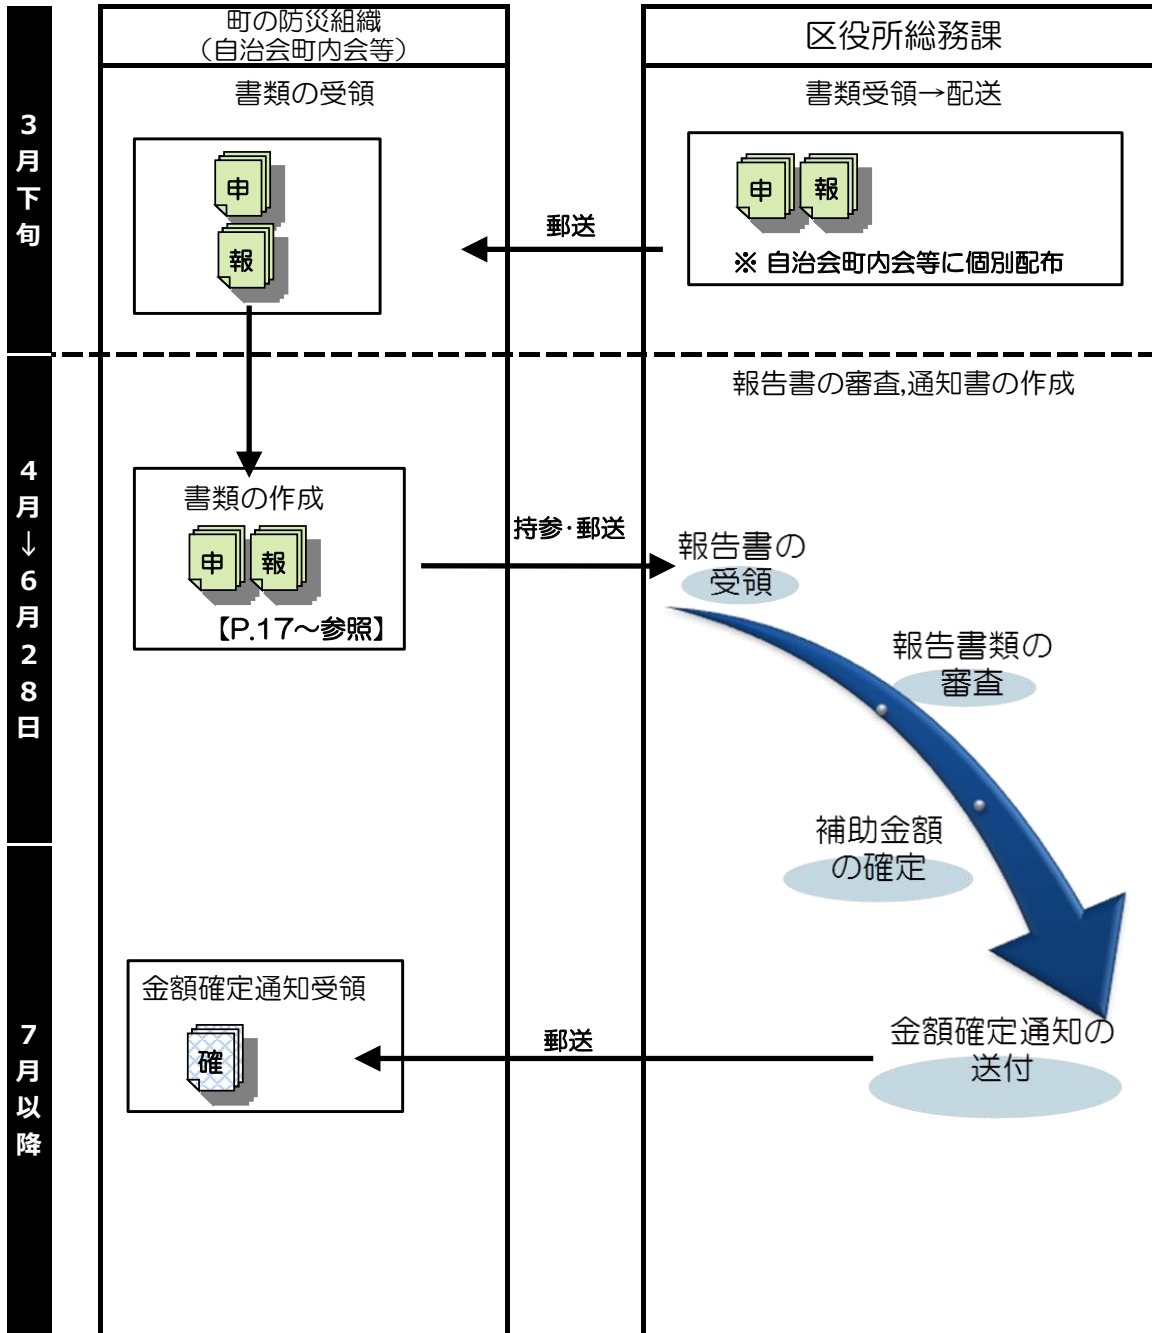 町の防災組織
（自治会町内会等）
区役所総務課
3月下旬
書類の受領
申
報
郵送
書類受領→配送
申 報
※ 自治会町内会等に個別配布
4月↓6月28日
報告書の審査,通知書の作成
書類の作成
申 報
【P.17～参照】
持参･郵送
報告書の
受領
報告書類の
審査
補助金額
の確定
7月以降
金額確定通知受領
確
郵送
金額確定通知の
送付